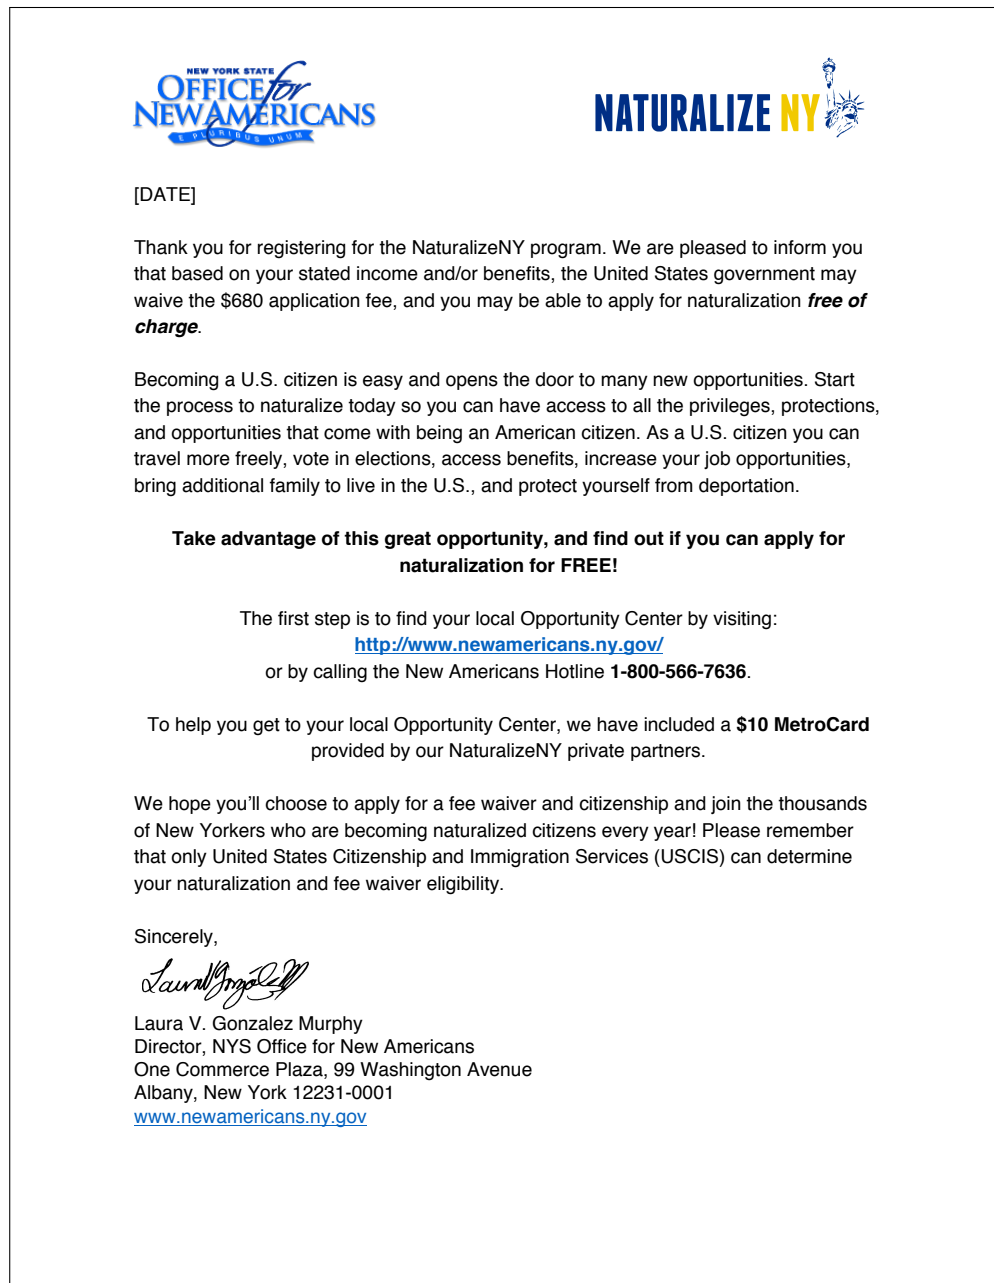 NEW YORK STATE
OFFICE for
NEW AMERICANS
E PLURIBUS UNUM
NATURALIZE NY
[DATE]
Thank you for registering for the NaturalizeNY program. We are pleased to inform you
that based on your stated income and/or benefits, the United States government may
waive the $680 application fee, and you may be able to apply for naturalization free of
charge.
Becoming a U.S. citizen is easy and opens the door to many new opportunities. Start
the process to naturalize today so you can have access to all the privileges, protections,
and opportunities that come with being an American citizen. As a U.S. citizen you can
travel more freely, vote in elections, access benefits, increase your job opportunities,
bring additional family to live in the U.S., and protect yourself from deportation.
Take advantage of this great opportunity, and find out if you can apply for
naturalization for FREE!
The first step is to find your local Opportunity Center by visiting:
http://www.newamericans.ny.gov/
or by calling the New Americans Hotline 1-800-566-7636.
To help you get to your local Opportunity Center, we have included a $10 MetroCard
provided by our NaturalizeNY private partners.
We hope you'll choose to apply for a fee waiver and citizenship and join the thousands
of New Yorkers who are becoming naturalized citizens every year! Please remember
that only United States Citizenship and Immigration Services (USCIS) can determine
your naturalization and fee waiver eligibility.
Sincerely,
Laura V. Gonzalez Murphy
Director, NYS Office for New Americans
One Commerce Plaza, 99 Washington Avenue
Albany, New York 12231-0001
www.newamericans.ny.gov